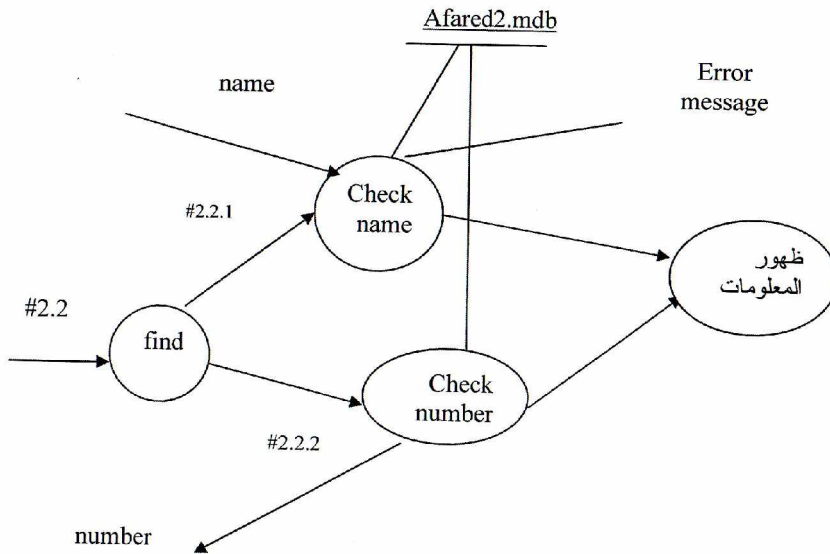 Afared2.mdb
name
Error
message
Check
name
#2.2.1
ظهور
المعلومات
#2.2
find
Check
number
#2.2.2
number